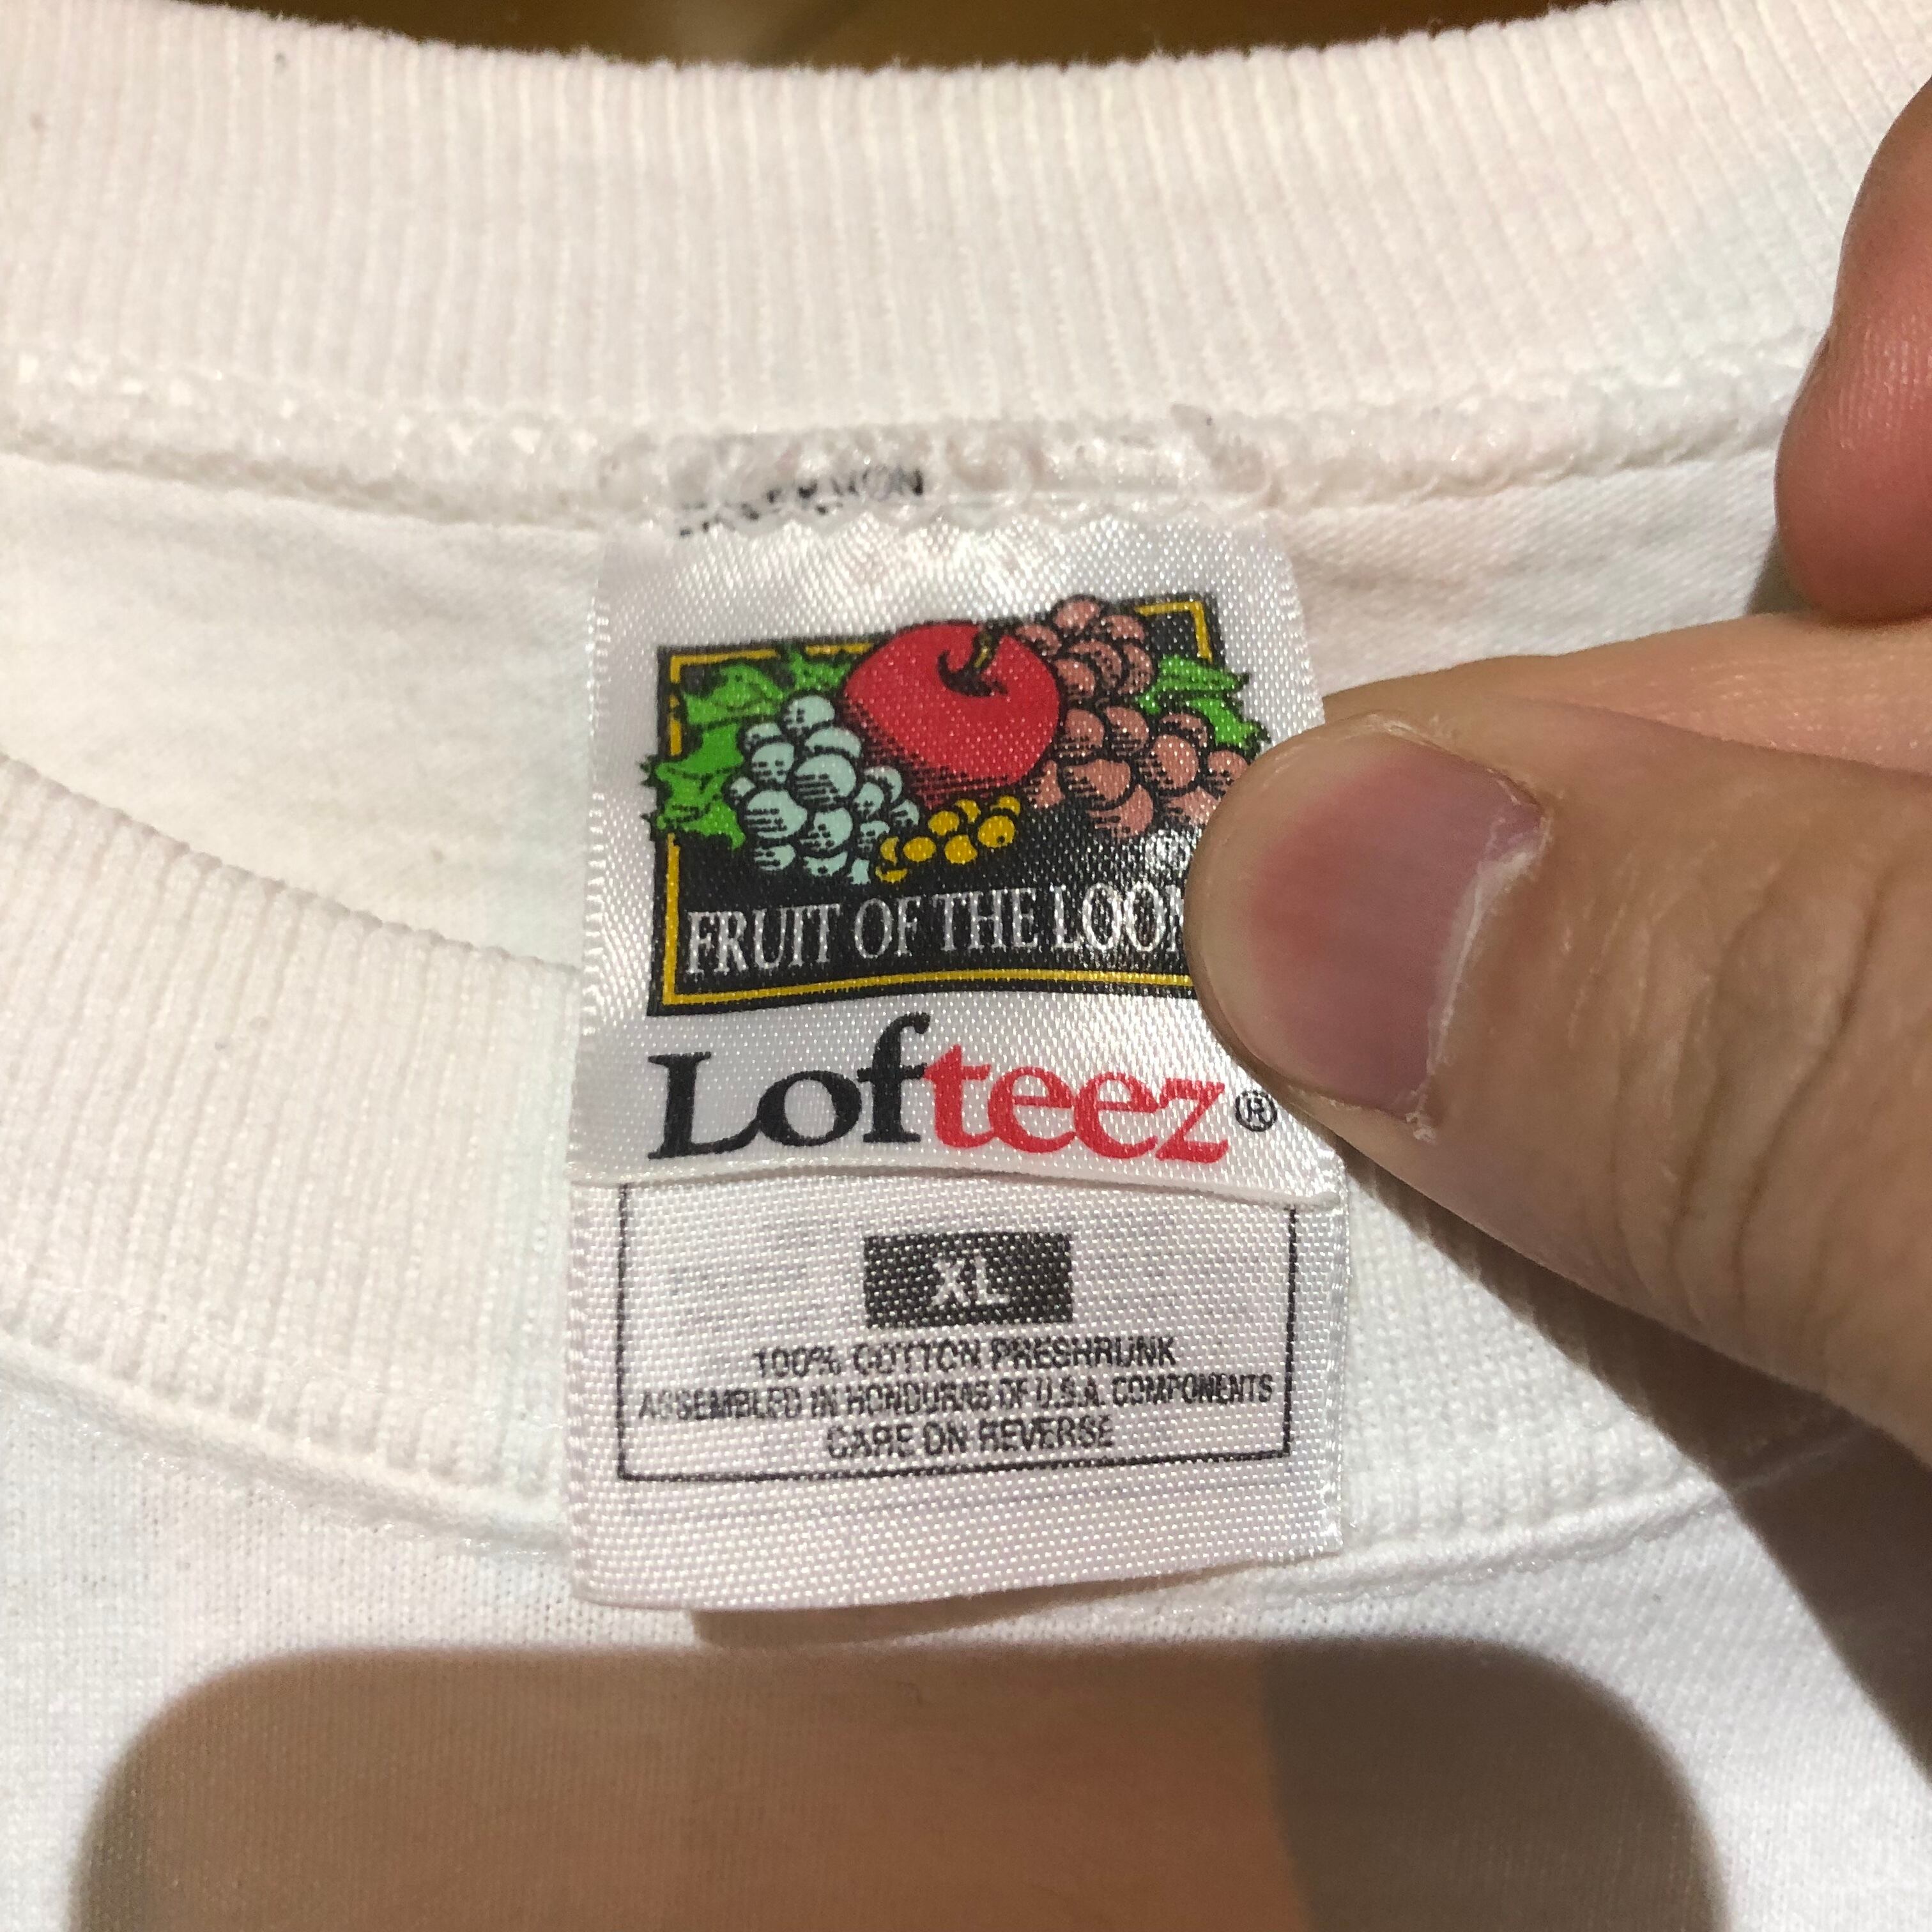 FRUIT OF THE LOOM
Lofteez®
XL
100% COTTON PRESHRUNK
ASSEMBLED IN HONDURAS OF U.S.A. COMPONENTS
CARE ON REVERSE